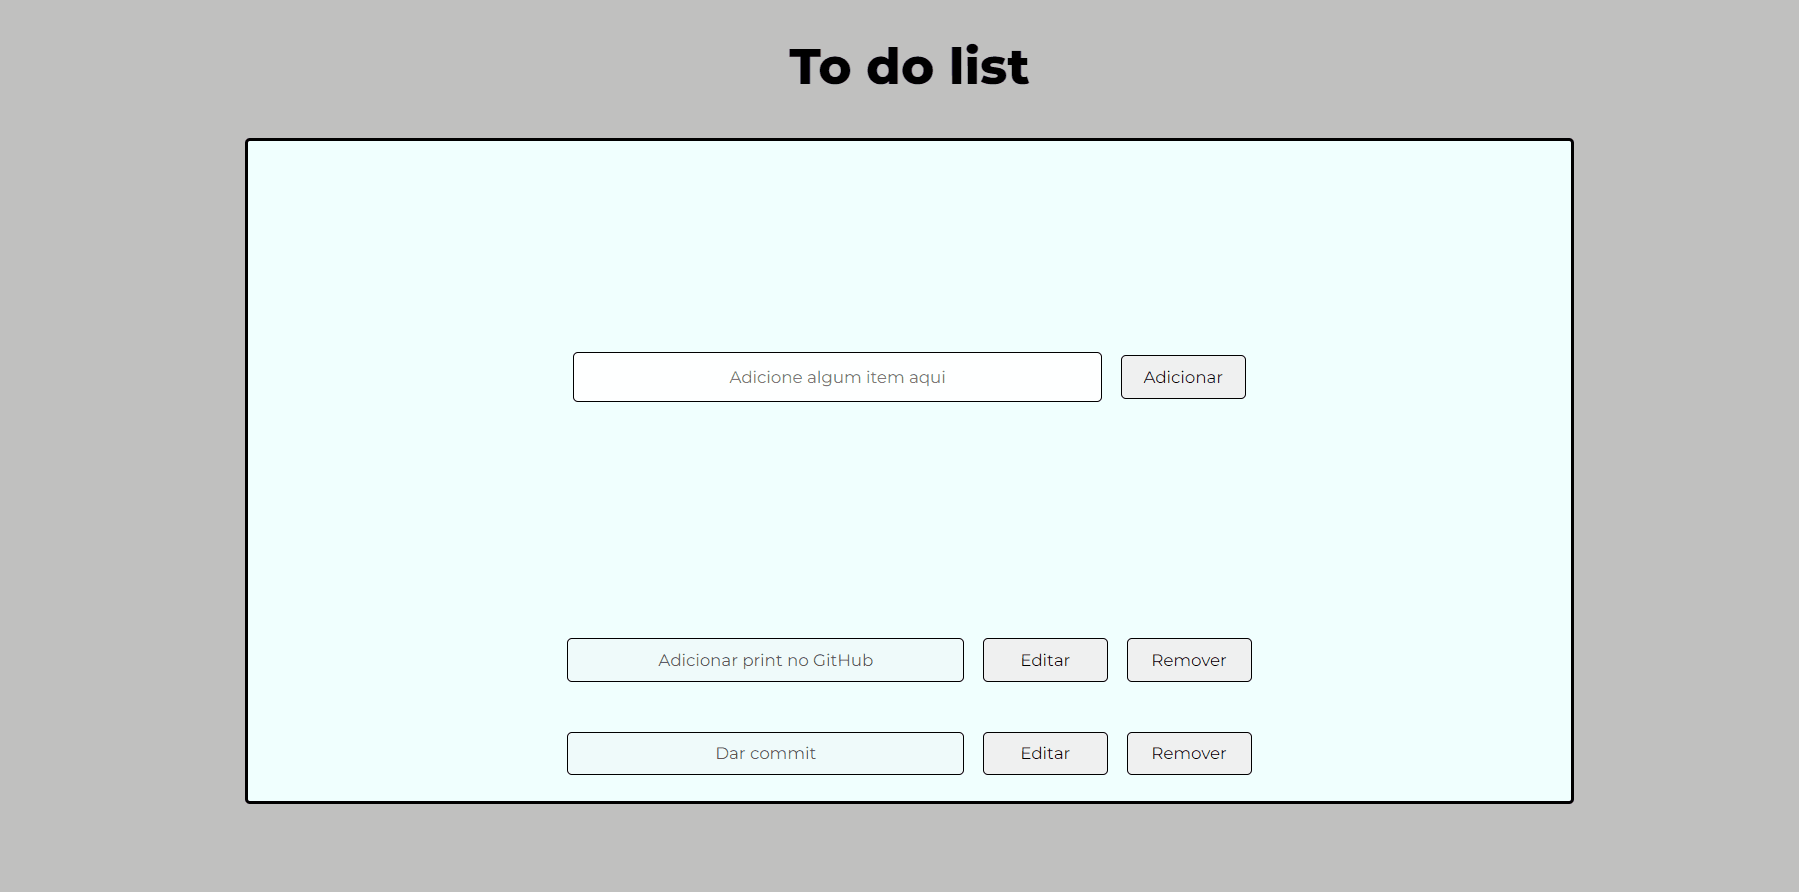 To do list
Adicione algum item aqui
Adicionar
Adicionar print no GitHub
Editar
Remover
Dar commit
Editar
Remover